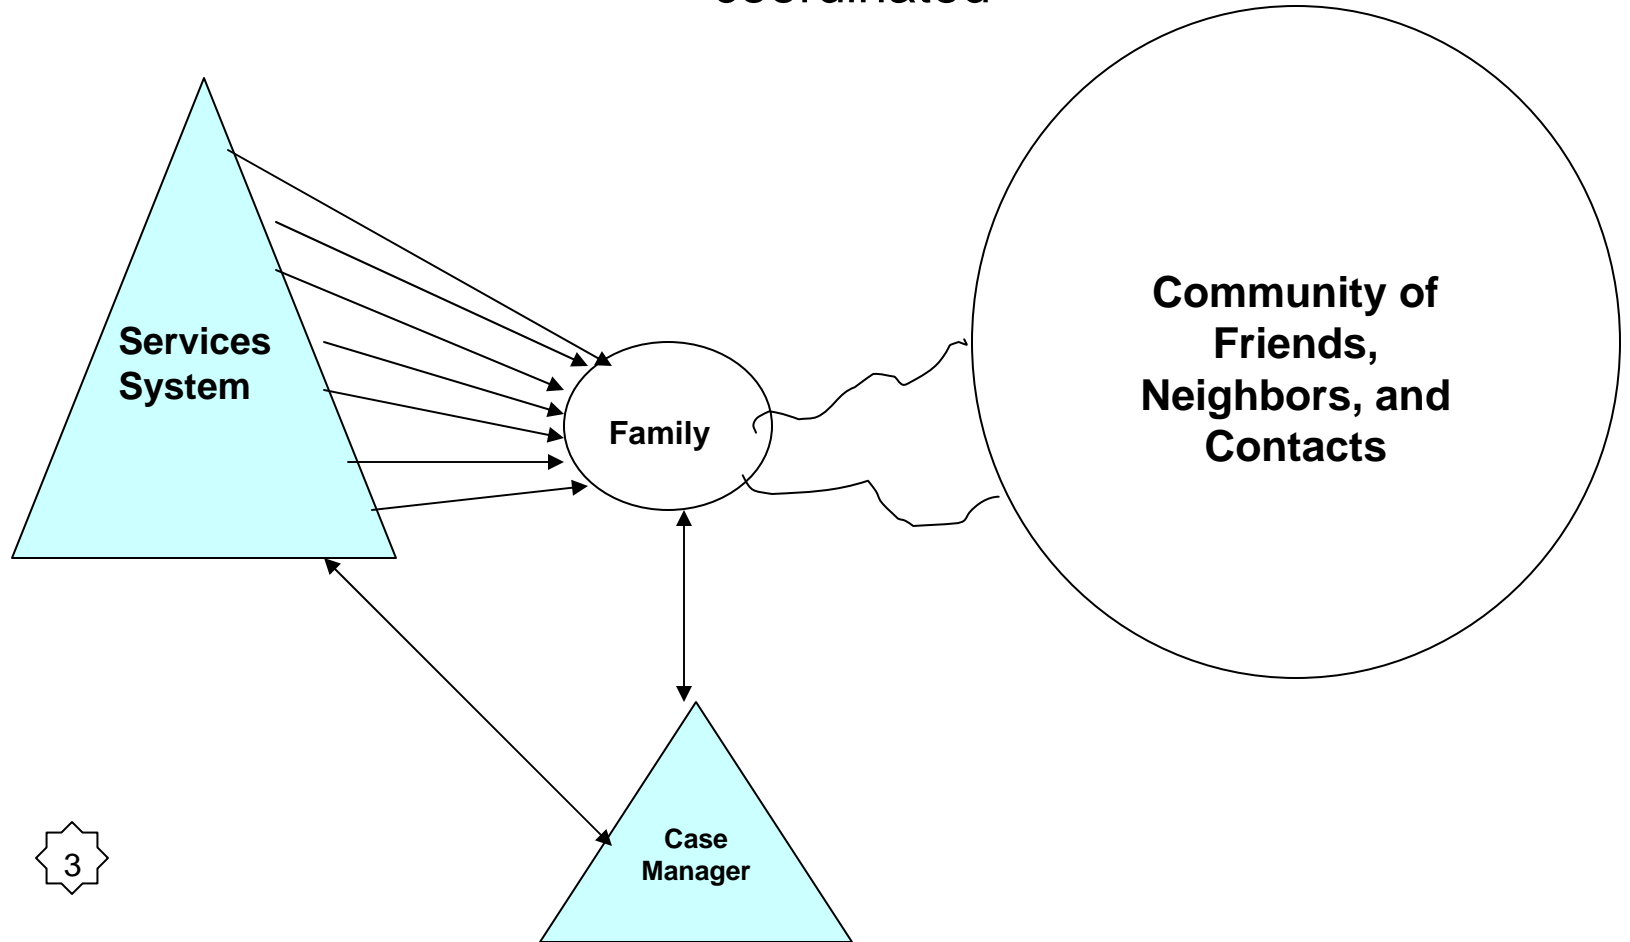 coordinated
Services
System
Family
Community of
Friends,
Neighbors, and
Contacts
Case
Manager
3